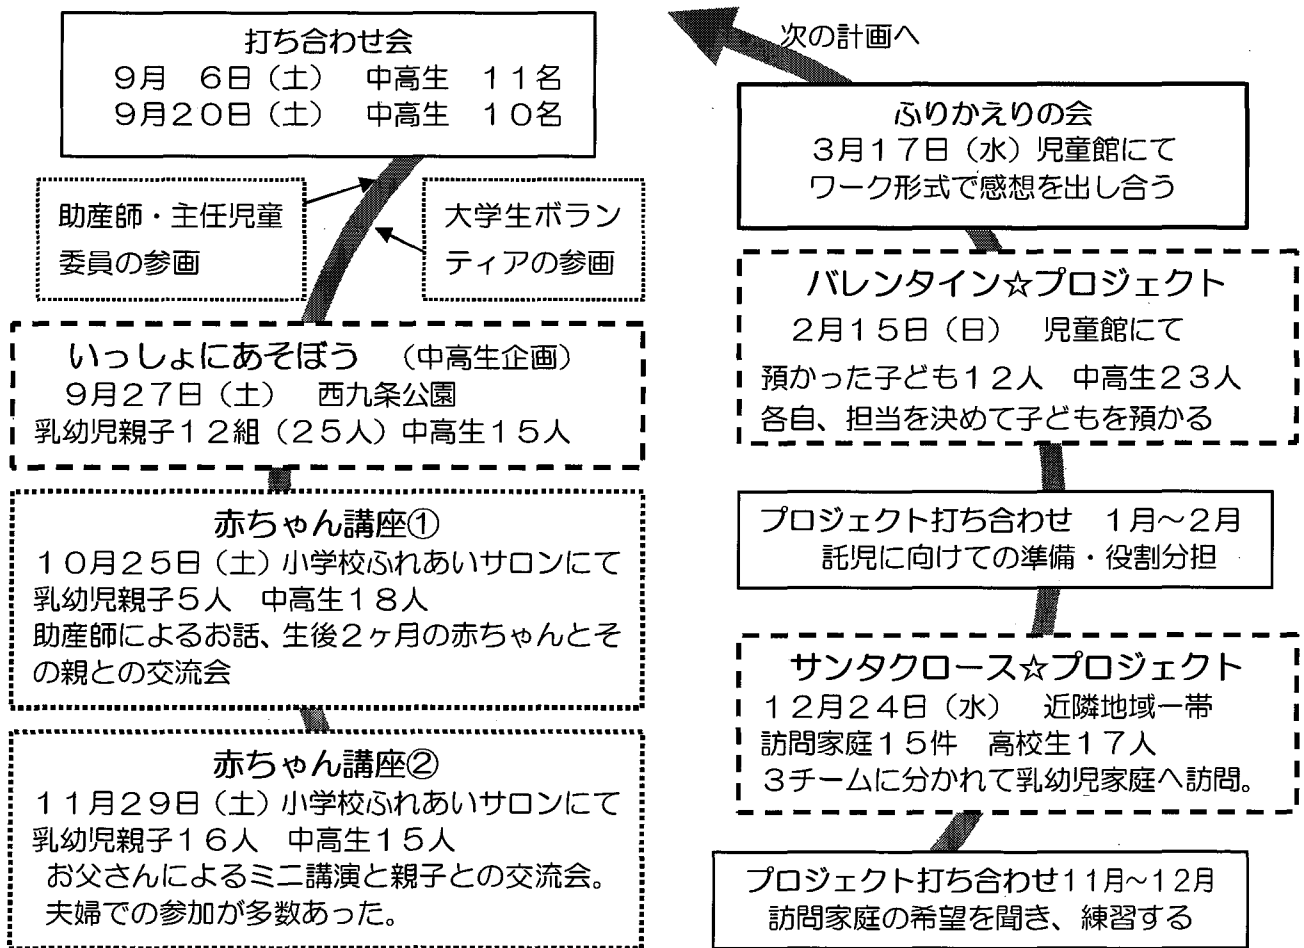 打ち合わせ会
９月　６日（土）　中高生　１１名
９月２０日（土）　中高生　１０名
助産師・主任児童
委員の参画
大学生ボラン
ティアの参画
いっしょにあそぼう　（中高生企画）
９月２７日（土）　西九条公園
乳幼児親子１２組（２５人）中高生１５人
赤ちゃん講座①
１０月２５日（土）小学校ふれあいサロンにて
乳幼児親子５人　中高生１８人
助産師によるお話、生後２ヶ月の赤ちゃんとそ
の親との交流会
赤ちゃん講座②
１１月２９日（土）小学校ふれあいサロンにて
乳幼児親子１６人　中高生１５人
お父さんによるミニ講演と親子との交流会。
夫婦での参加が多数あった。
次の計画へ
ふりかえりの会
３月１７日（水）児童館にて
ワーク形式で感想を出し合う
バレンタイン☆プロジェクト
２月１５日（日）　児童館にて
預かった子ども１２人　中高生２３人
各自、担当を決めて子どもを預かる
プロジェクト打ち合わせ　１月～２月
託児に向けての準備・役割分担
サンタクロース☆プロジェクト
１２月２４日（水）　近隣地域一帯
訪問家庭１５件　高校生１７人
３チームに分かれて乳幼児家庭へ訪問。
プロジェクト打ち合わせ11月～12月
訪問家庭の希望を聞き、練習する